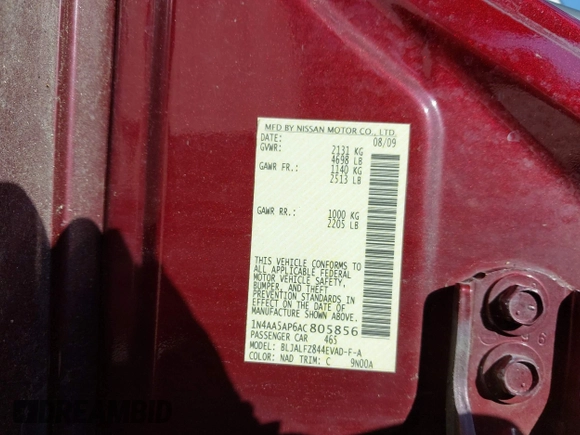 MFD BY NISSAN MOTOR CO., LTD.
DATE: 08/09
GVWR: 2131 KG
4698 LB
GAWR FR.: 1140 KG
2513 LB
GAWR RR.: 1000 KG
2205 LB
THIS VEHICLE CONFORMS TO
ALL APPLICABLE FEDERAL
MOTOR VEHICLE SAFETY,
BUMPER, AND THEFT
PREVENTION STANDARDS IN
EFFECT ON THE DATE OF
MANUFACTURE SHOWN ABOVE.
1N4AA5AP6AC805856
PASSENGER CAR 465
MODEL: BLJALFZ844EVAD-F-A
COLOR: NAD TRIM: C 9N00A
DREAMBID